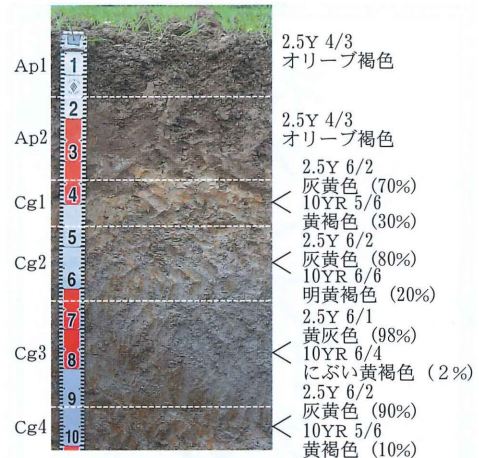 Ap1
2.5Y 4/3
オリーブ褐色
Ap2
2.5Y 4/3
オリーブ褐色
Cg1
2.5Y 6/2
灰黄色 (70%)
10YR 5/6
黄褐色 (30%)
Cg2
2.5Y 6/2
灰黄色 (80%)
10YR 6/6
明黄褐色 (20%)
Cg3
2.5Y 6/1
黄灰色 (98%)
10YR 6/4
にぶい黄褐色 (2%)
Cg4
2.5Y 6/2
灰黄色 (90%)
10YR 5/6
黄褐色 (10%)
1
2
3
4
5
6
7
8
9
10